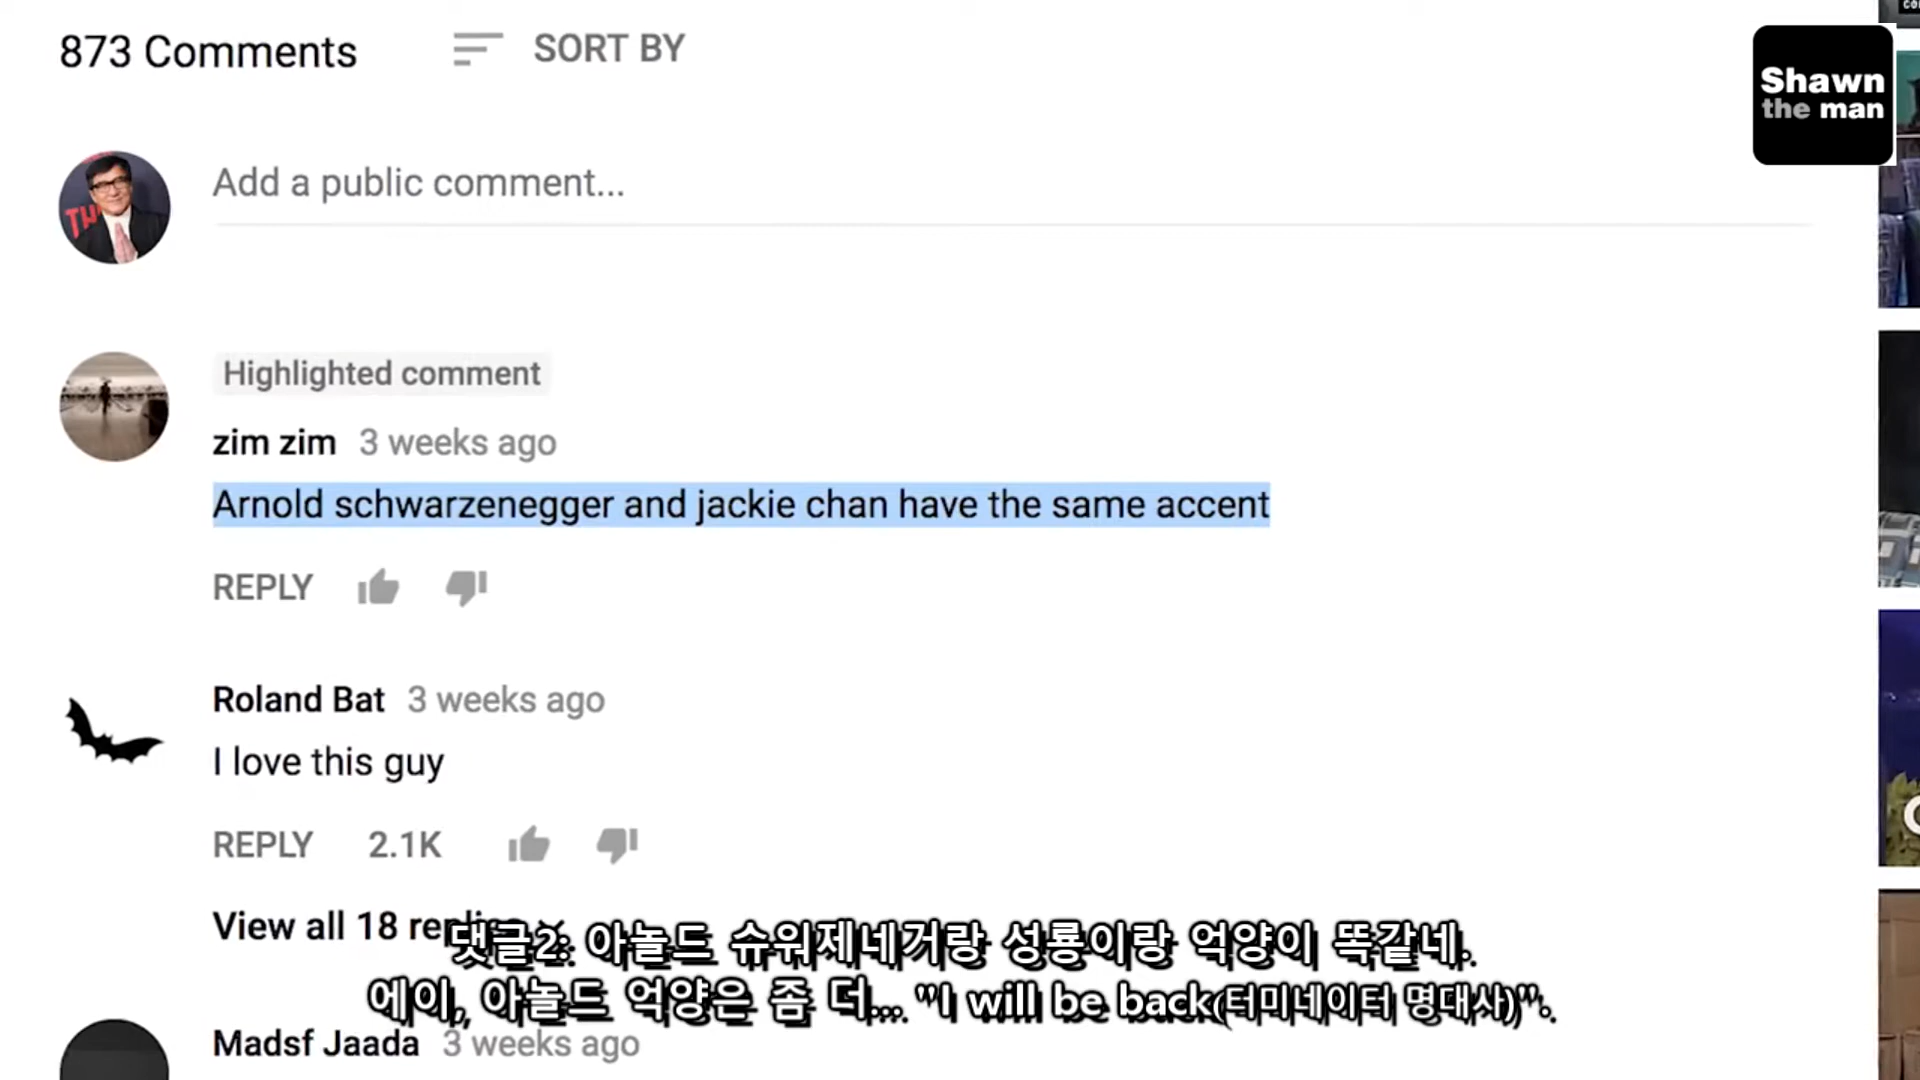 873 Comments
SORT BY
Shawn
the man
Add a public comment...
Highlighted comment
zim zim 3 weeks ago
Arnold schwarzenegger and jackie chan have the same accent
REPLY
Roland Bat 3 weeks ago
I love this guy
REPLY 2.1K
View all 18 replies
댓글2: 아놀드 슈워제네거랑 성룡이랑 억양이 똑같네.
에이, 아놀드 억양은 좀 더... "I will be back(터미네이터 명대사)".
Madsf Jaada 3 weeks ago